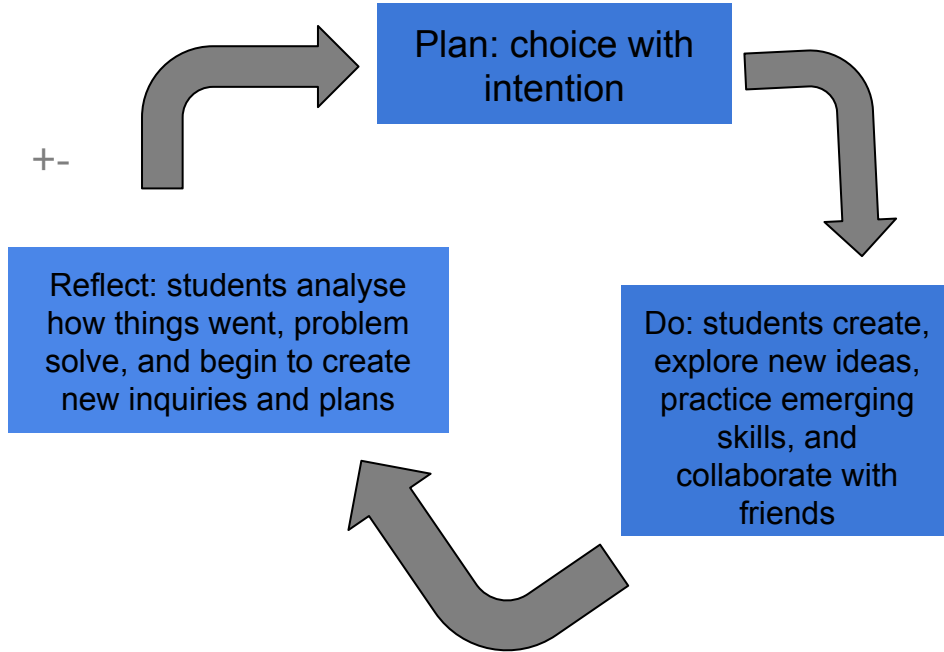 Plan: choice with
intention
+-
Reflect: students analyse
how things went, problem
solve, and begin to create
new inquiries and plans
Do: students create,
explore new ideas,
practice emerging
skills, and
collaborate with
friends